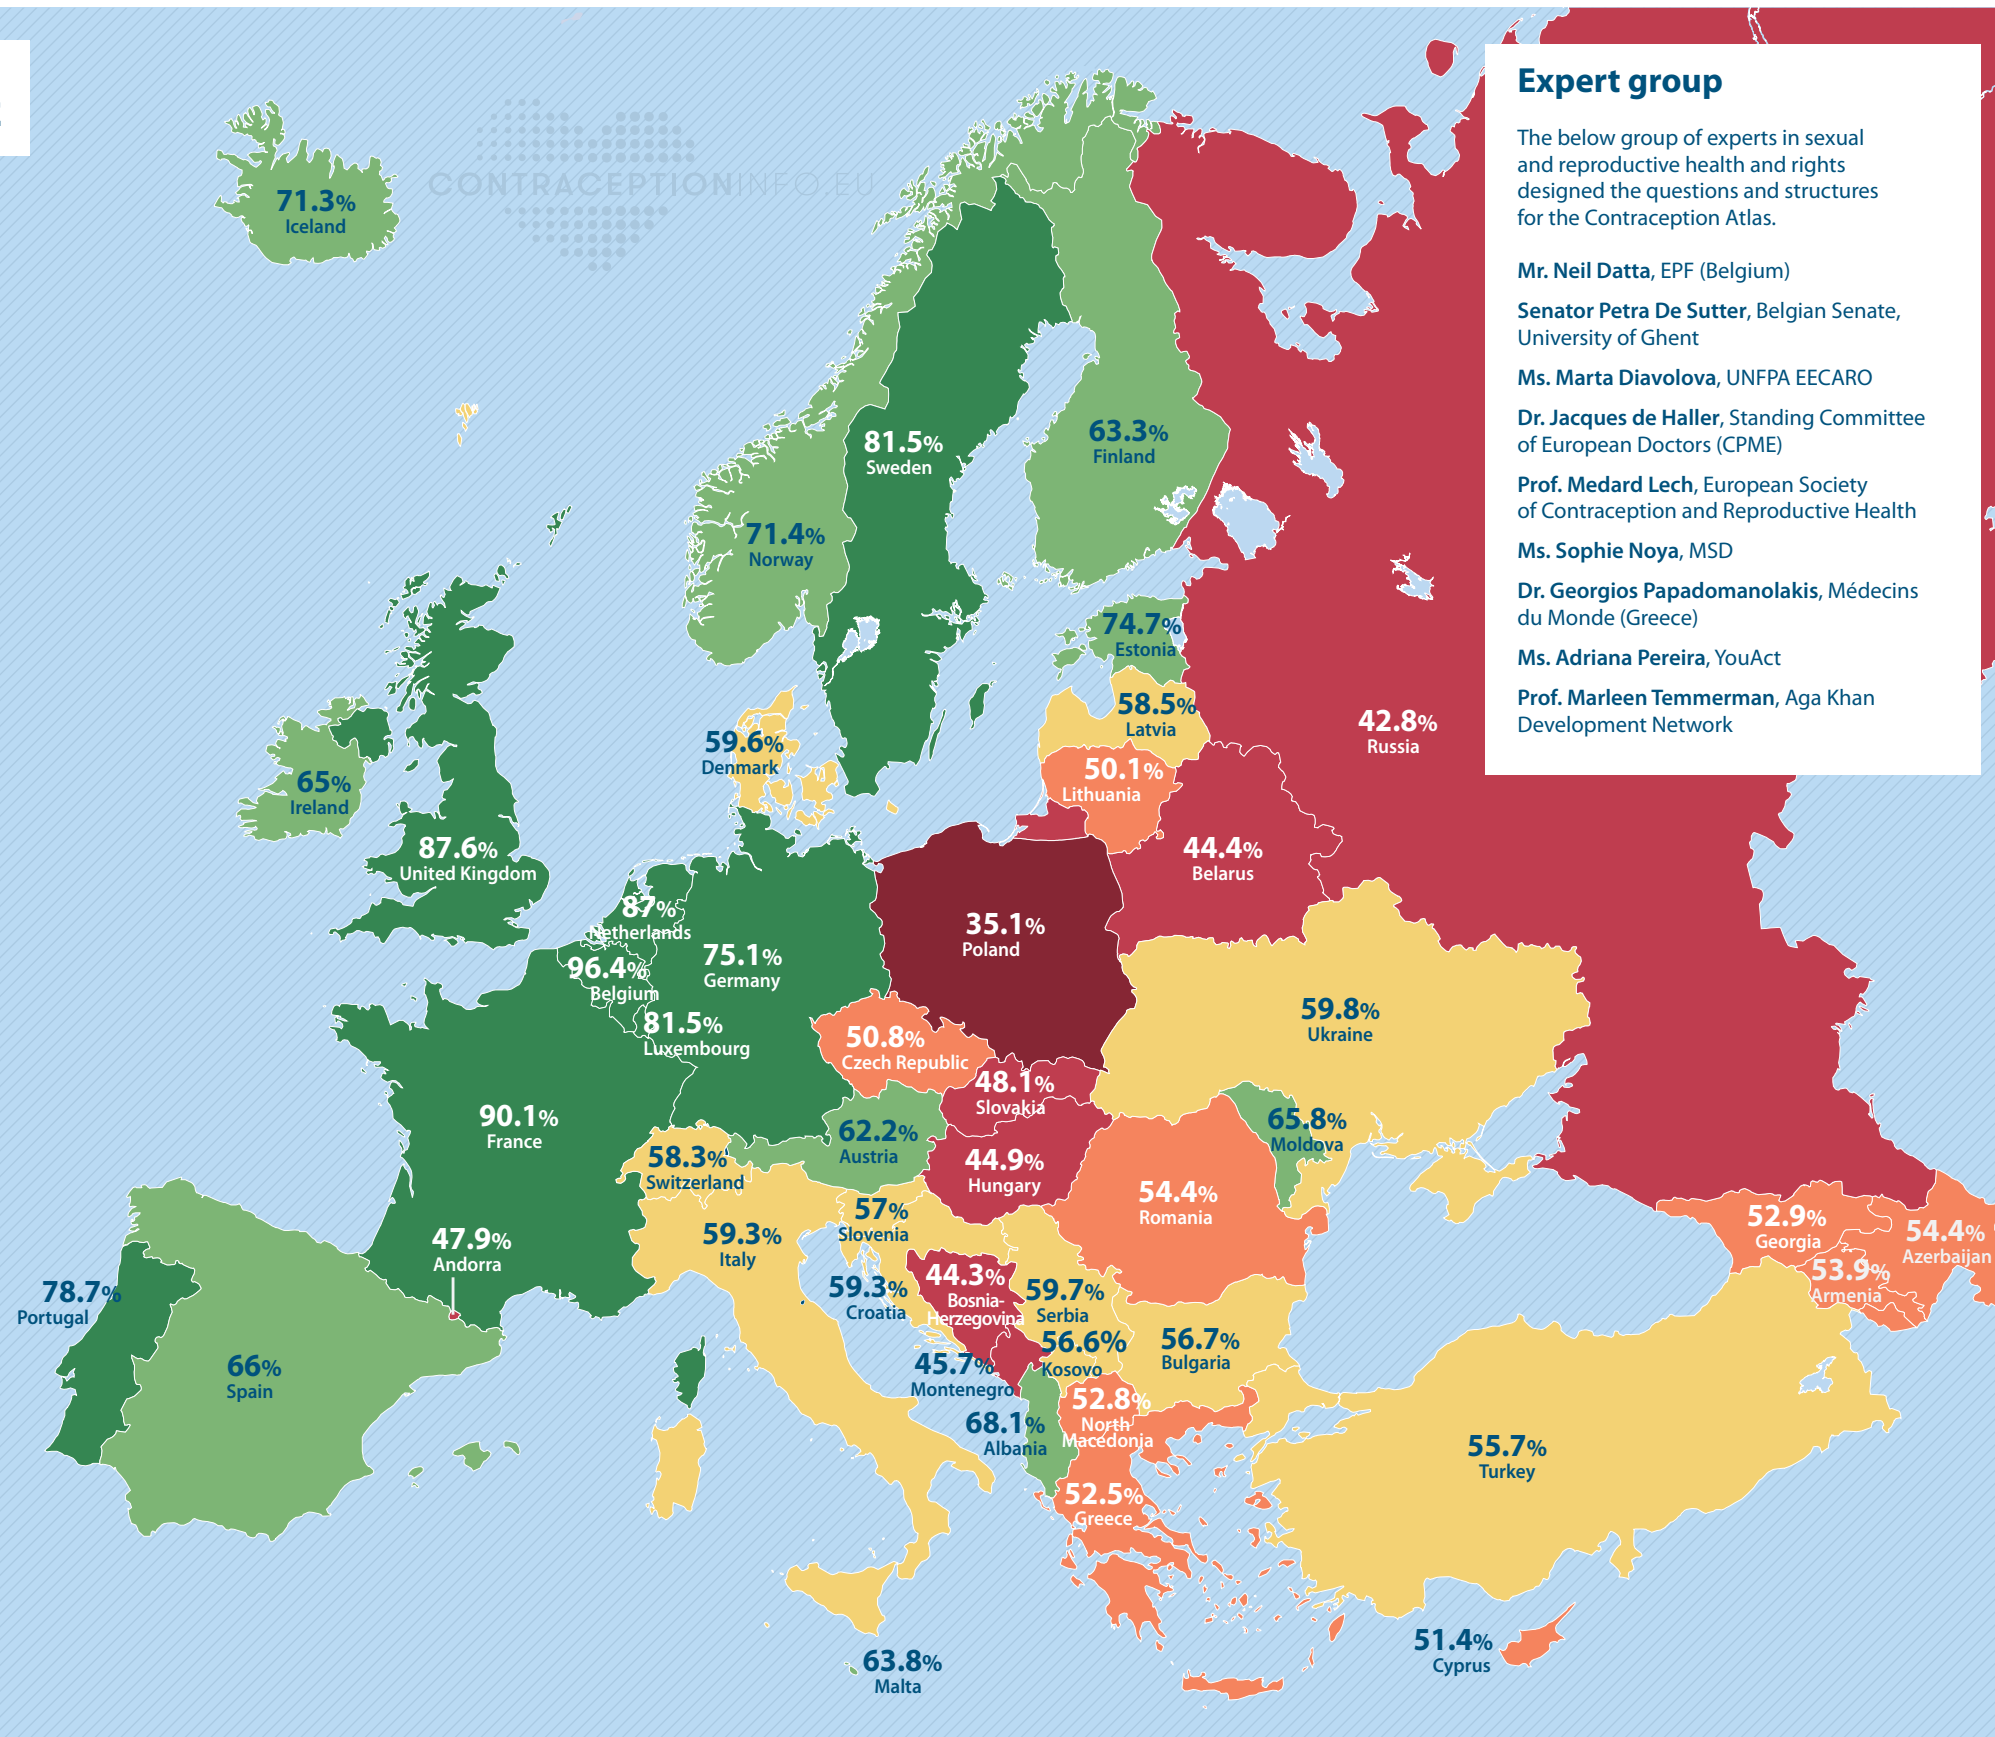 Expert group
The below group of experts in sexual
and reproductive health and rights
designed the questions and structures
for the Contraception Atlas.
Mr. Neil Datta, EPF (Belgium)
Senator Petra De Sutter, Belgian Senate,
University of Ghent
Ms. Marta Diavolova, UNFPA EECARO
Dr. Jacques de Haller, Standing Committee
of European Doctors (CPME)
Prof. Medard Lech, European Society
of Contraception and Reproductive Health
Ms. Sophie Noya, MSD
Dr. Georgios Papadomanolakis, Médecins
du Monde (Greece)
Ms. Adriana Pereira, YouAct
Prof. Marleen Temmerman, Aga Khan
Development Network
CONTRACEPTIONINFO.EU
71.3%
Iceland
81.5%
Sweden
63.3%
Finland
71.4%
Norway
74.7%
Estonia
58.5%
Latvia
59.6%
Denmark
50.1%
Lithuania
42.8%
Russia
65%
Ireland
87.6%
United Kingdom
44.4%
Belarus
87%
Netherlands
35.1%
Poland
75.1%
Germany
96.4%
Belgium
59.8%
Ukraine
81.5%
Luxembourg
50.8%
Czech Republic
48.1%
Slovakia
90.1%
France
62.2%
Austria
65.8%
Moldova
58.3%
Switzerland
44.9%
Hungary
54.4%
Romania
57%
Slovenia
59.3%
Italy
47.9%
Andorra
52.9%
Georgia
54.4%
Azerbaijan
53.9%
Armenia
78.7%
Portugal
59.3%
Croatia
44.3%
Bosnia-
Herzegovina
59.7%
Serbia
56.6%
Kosovo
56.7%
Bulgaria
66%
Spain
45.7%
Montenegro
52.8%
North
Macedonia
68.1%
Albania
55.7%
Turkey
52.5%
Greece
51.4%
Cyprus
63.8%
Malta